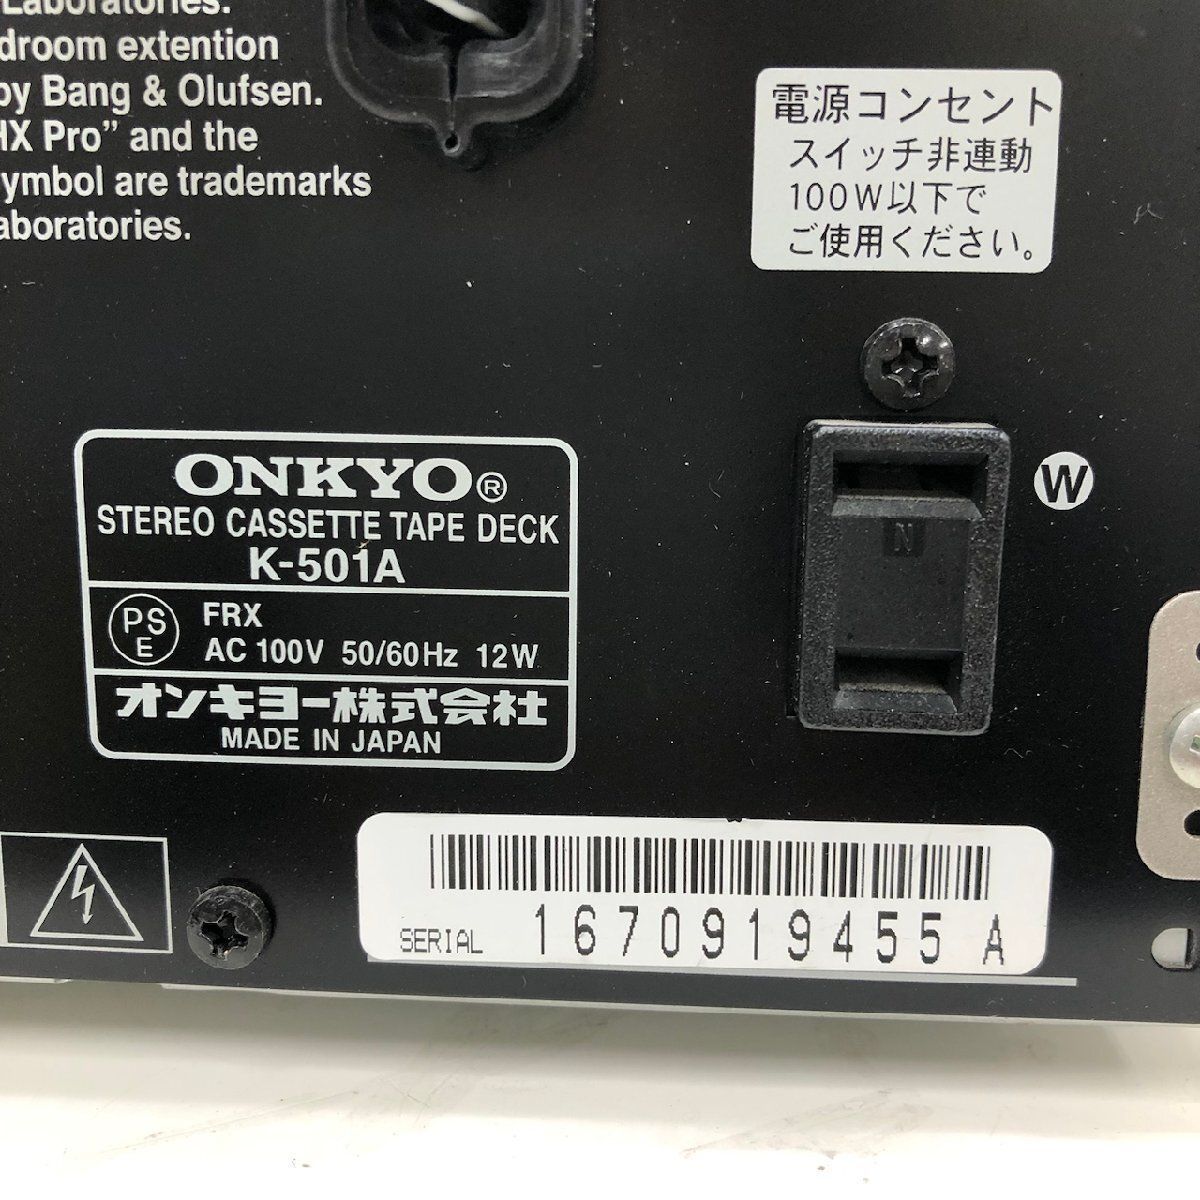 Laboratories.
droom extention
by Bang & Olufsen.
HX Pro” and the
symbol are trademarks
aboratories.
電源コンセント
スイッチ非連動
100W以下で
ご使用ください。
W
N
ONKYO®
STEREO CASSETTE TAPE DECK
K-501A
PS
E
FRX
AC 100V 50/60Hz 12W
オンキヨー株式会社
MADE IN JAPAN
SERIAL 1670919455 A